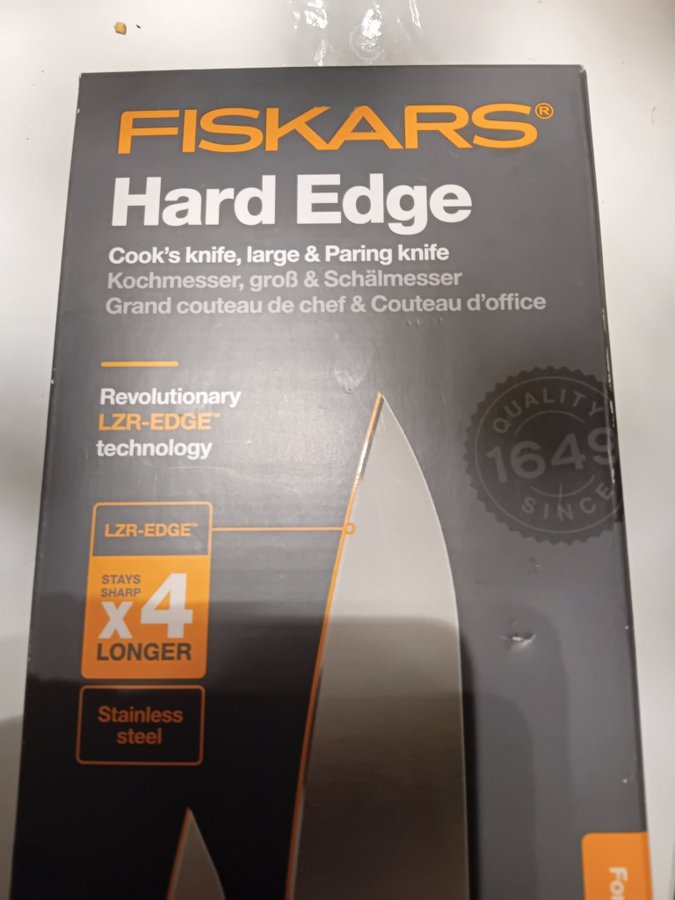 FISKARS®
Hard Edge
Cook's knife, large & Paring knife
Kochmesser, groß & Schälmesser
Grand couteau de chef & Couteau d'office
Revolutionary
LZR-EDGE™
technology
QUALITY
1649
SINCE
LZR-EDGE™
STAYS
SHARP
x4
LONGER
Stainless
steel